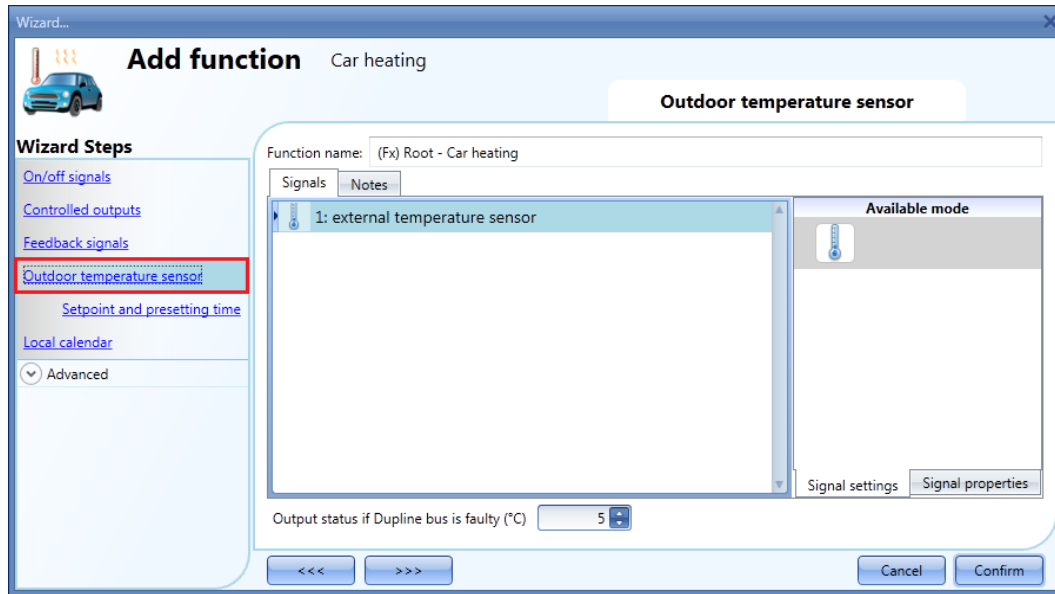 Wizard...
Add function Car heating
Outdoor temperature sensor
Wizard Steps
On/off signals
Controlled outputs
Feedback signals
Outdoor temperature sensor
Setpoint and presetting time
Local calendar
Advanced
Function name: (Fx) Root - Car heating
Signals Notes
1: external temperature sensor
Available mode
Signal settings Signal properties
Output status if Dupline bus is faulty (°C) 5
<<< >>> Cancel Confirm